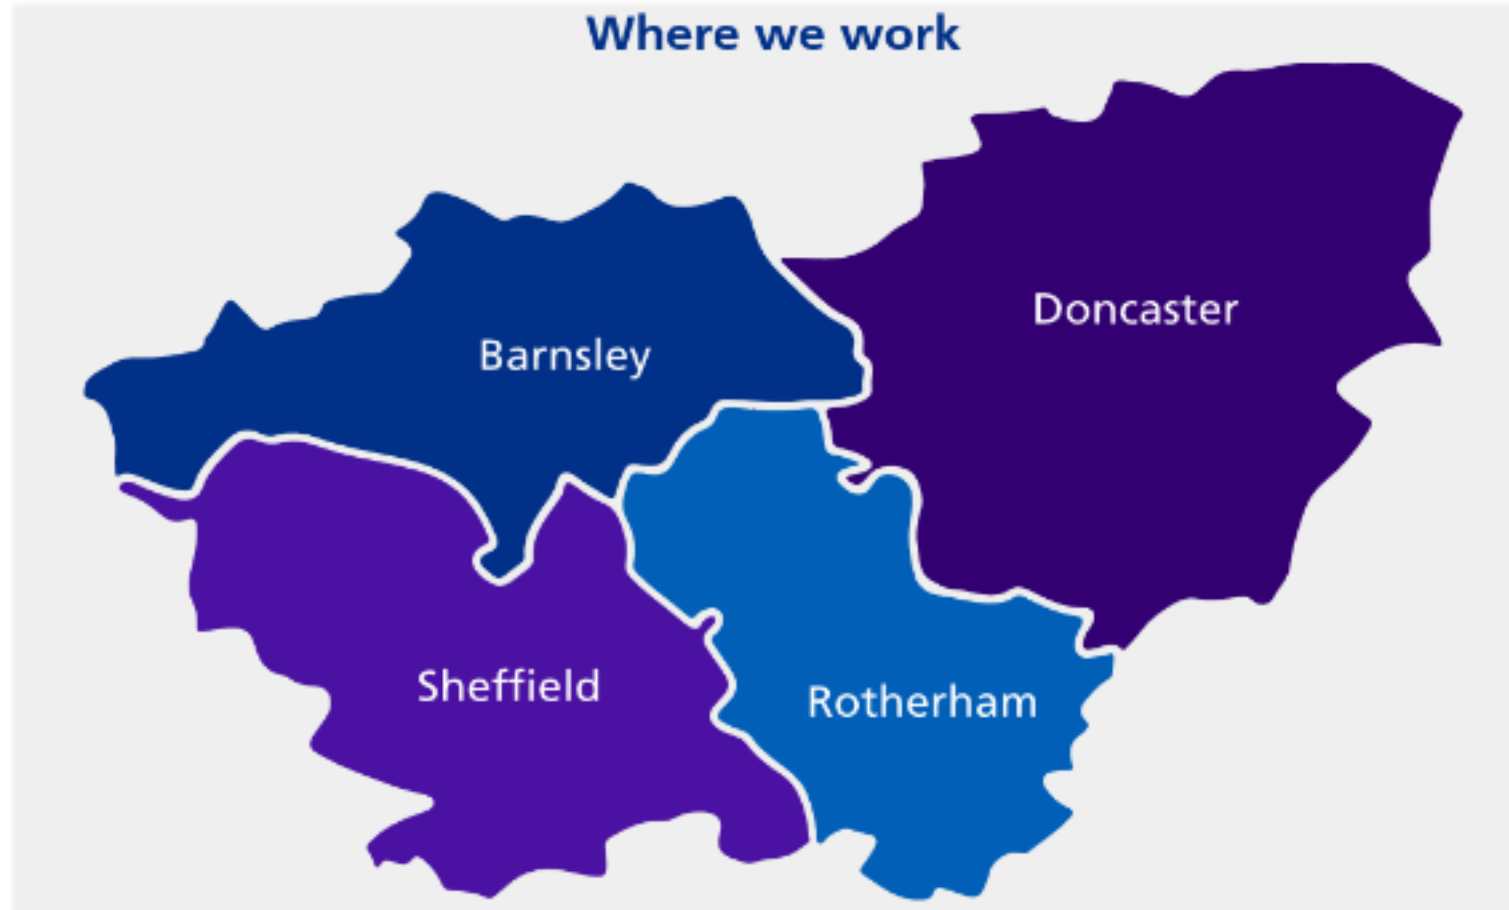 Where we work
Doncaster
Barnsley
Sheffield
Rotherham